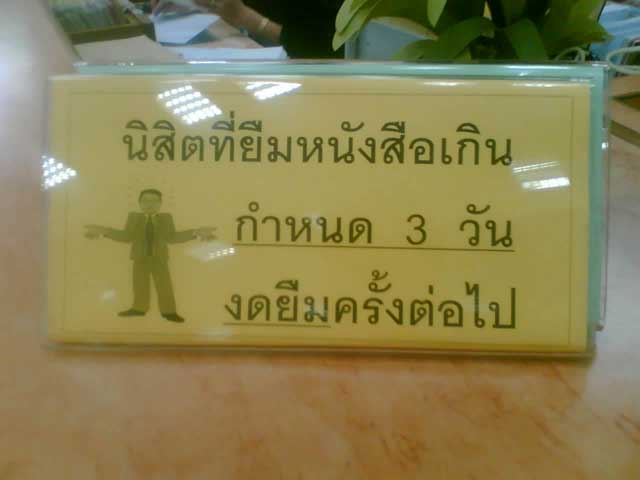 นิสิตที่ยืมหนังสือเกิน
กำหนด 3 วัน
งดยืมครั้งต่อไป